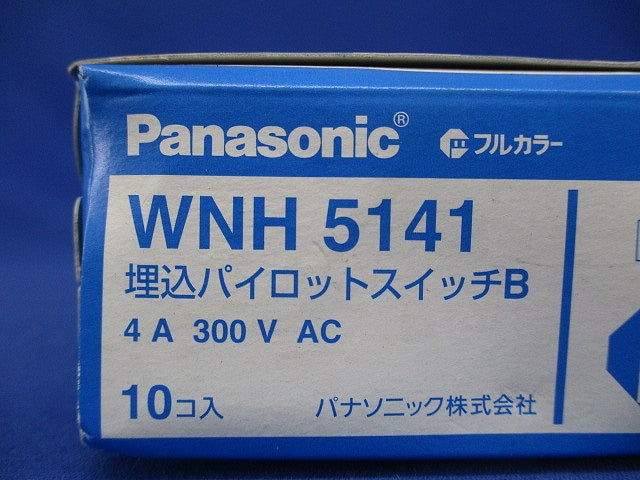 Panasonic® フルカラー
WNH 5141
埋込パイロットスイッチB
4 A 300 V AC
10コ入 パナソニック株式会社